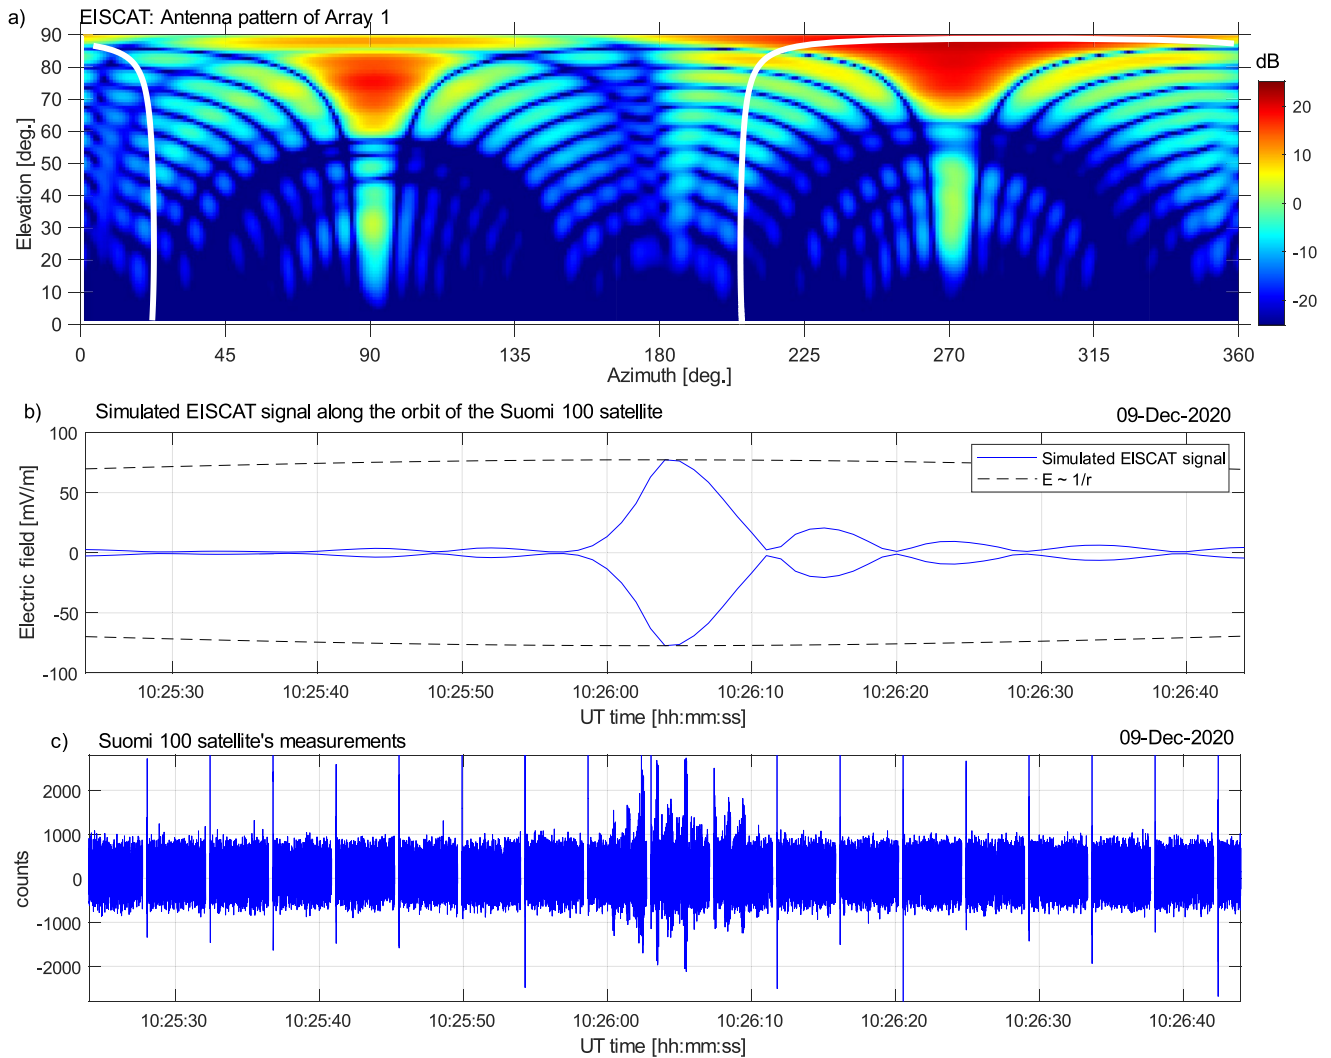 a)
EISCAT: Antenna pattern of Array 1
90
80
70
60
50
40
30
20
10
0
Elevation [deg.]
0 45 90 135 180 225 270 315 360
Azimuth [deg.]
dB
20
10
0
-10
-20
b)
Simulated EISCAT signal along the orbit of the Suomi 100 satellite
09-Dec-2020
100
50
0
-50
-100
Electric field [mV/m]
Simulated EISCAT signal
E ~ 1/r
10:25:30 10:25:40 10:25:50 10:26:00 10:26:10 10:26:20 10:26:30 10:26:40
UT time [hh:mm:ss]
c)
Suomi 100 satellite's measurements
09-Dec-2020
2000
1000
0
-1000
-2000
counts
10:25:30 10:25:40 10:25:50 10:26:00 10:26:10 10:26:20 10:26:30 10:26:40
UT time [hh:mm:ss]